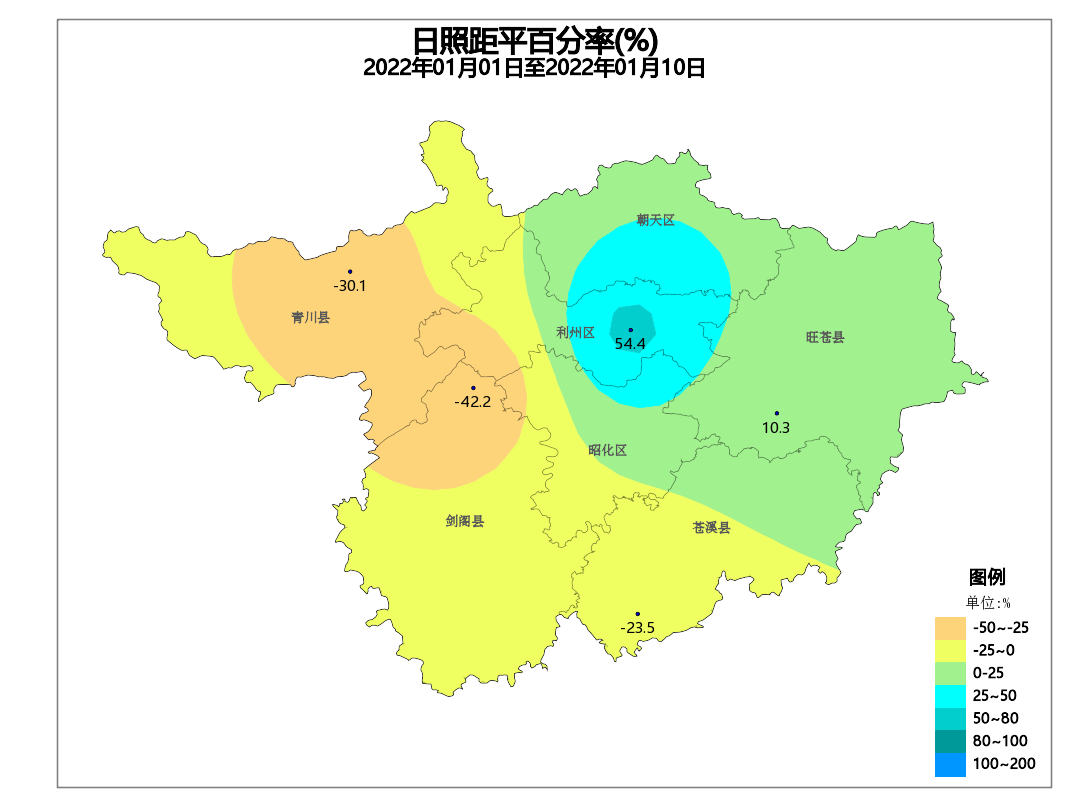 日照距平百分率(%)
2022年01月01日至2022年01月10日
朝天区
-30.1
青川县
利州区
54.4
旺苍县
-42.2
10.3
昭化区
剑阁县
苍溪县
-23.5
图例
单位:%
-50~-25
-25~0
0-25
25~50
50~80
80~100
100~200